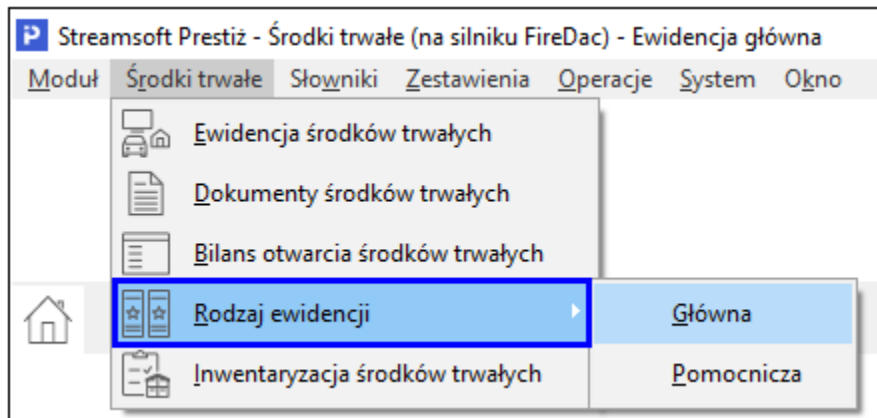 Streamsoft Prestiż - Środki trwałe (na silniku FireDac) - Ewidencja główna
Moduł Środki trwałe Słowniki Zestawienia Operacje System Okno
Ewidencja środków trwałych
Dokumenty środków trwałych
Bilans otwarcia środków trwałych
Rodzaj ewidencji Główna
Inwentaryzacja środków trwałych Pomocnicza